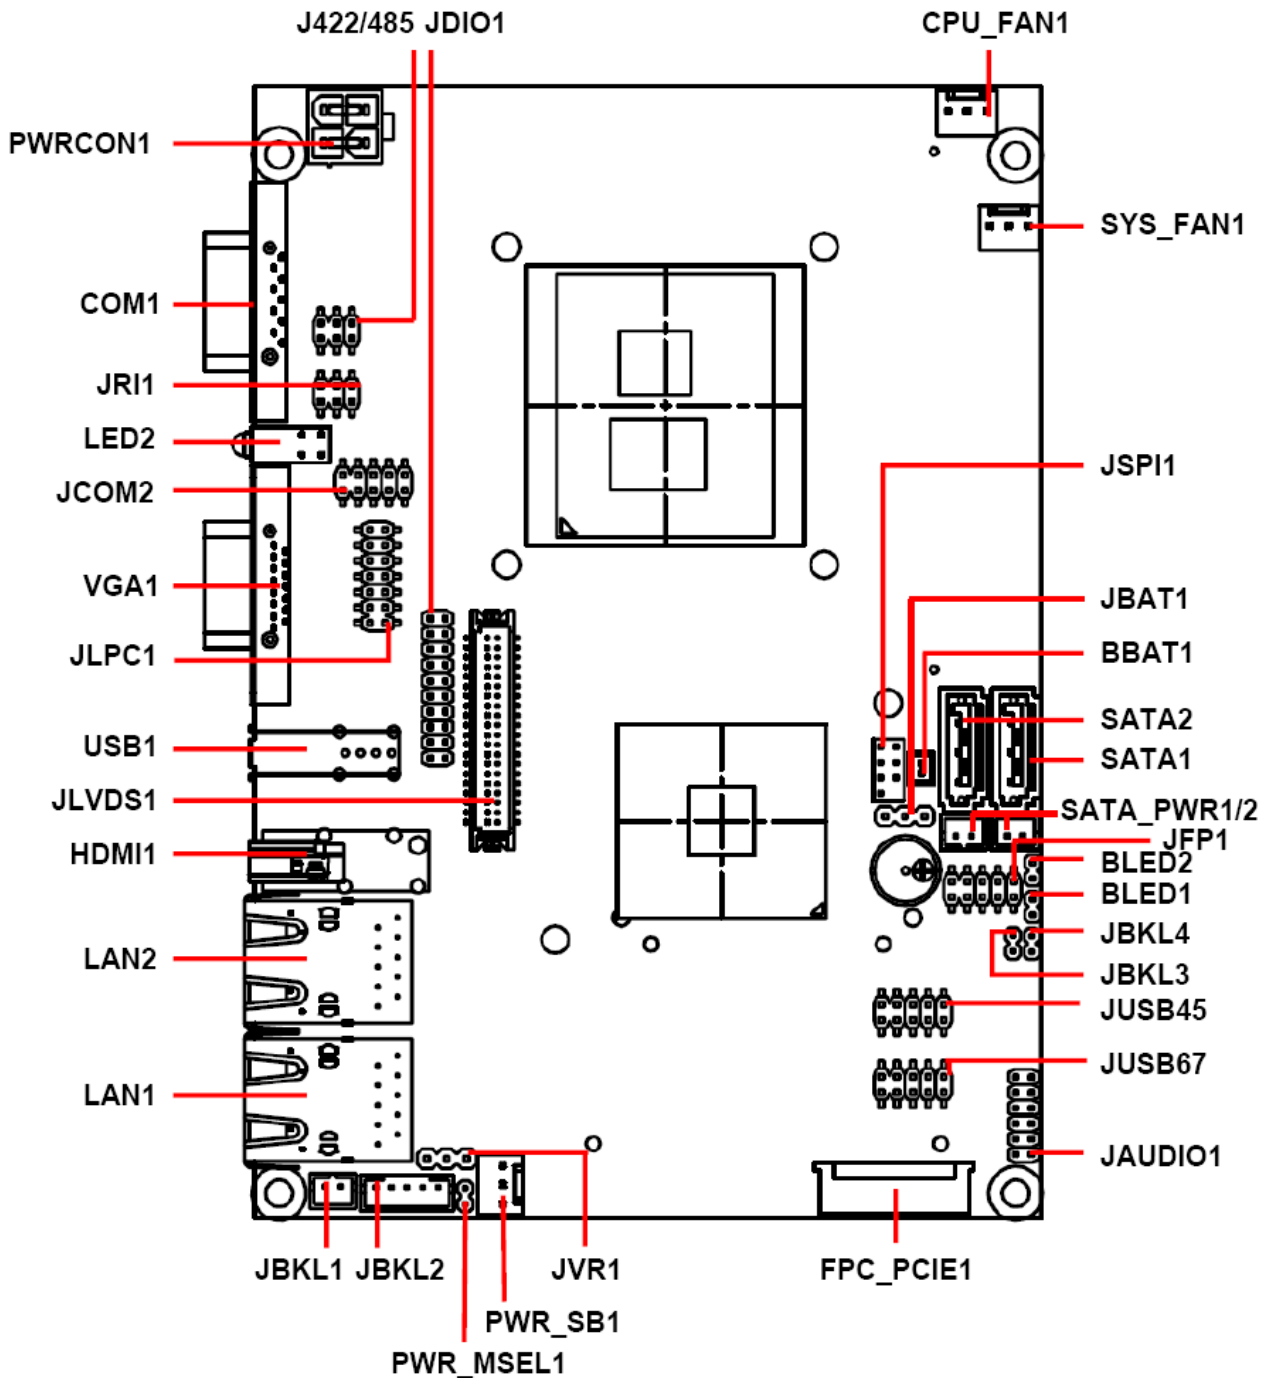 J422/485 JDIO1
CPU_FAN1
PWRCON1
SYS_FAN1
COM1
JRI1
LED2
JCOM2
JSPI1
VGA1
JBAT1
JLPC1
BBAT1
SATA2
USB1
SATA1
JLVDS1
SATA_PWR1/2
JFP1
HDMI1
BLED2
BLED1
JBKL4
LAN2
JBKL3
JUSB45
JUSB67
LAN1
JAUDIO1
JBKL1 JBKL2
JVR1
FPC_PCIE1
PWR_SB1
PWR_MSEL1